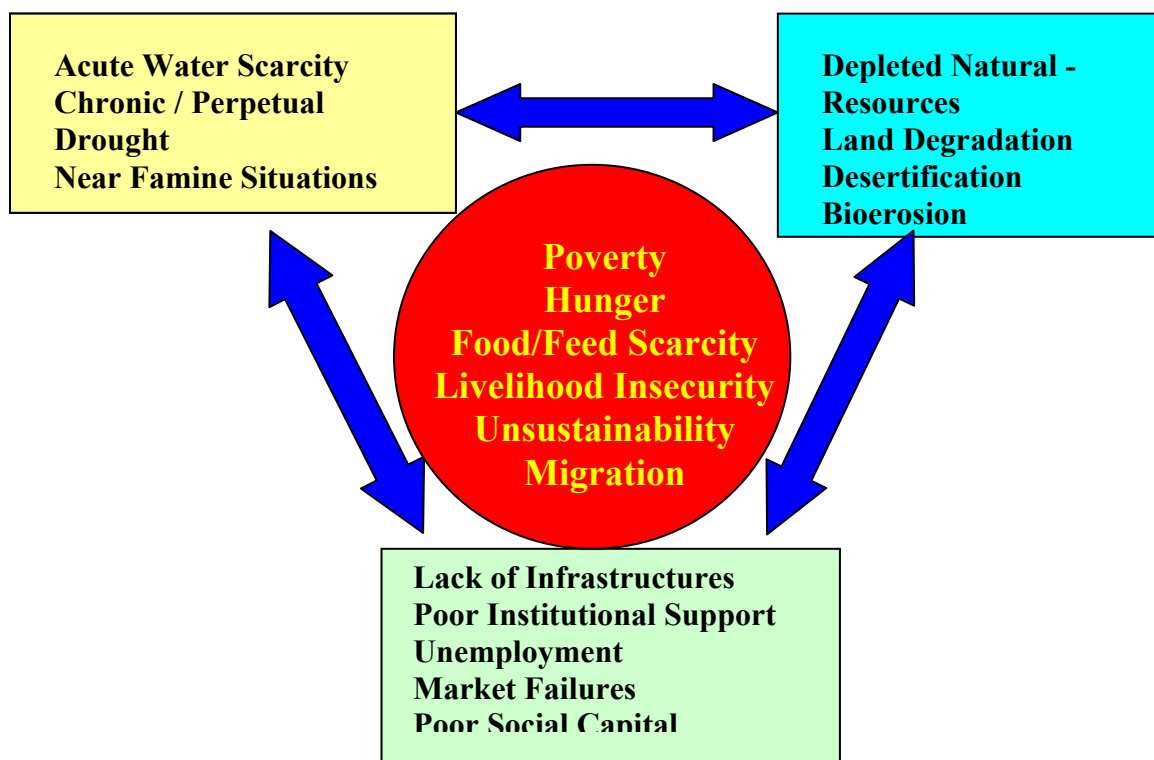 Acute Water Scarcity
Chronic / Perpetual
Drought
Near Famine Situations
Depleted Natural -
Resources
Land Degradation
Desertification
Bioerosion
Poverty
Hunger
Food/Feed Scarcity
Livelihood Insecurity
Unsustainability
Migration
Lack of Infrastructures
Poor Institutional Support
Unemployment
Market Failures
Poor Social Capital